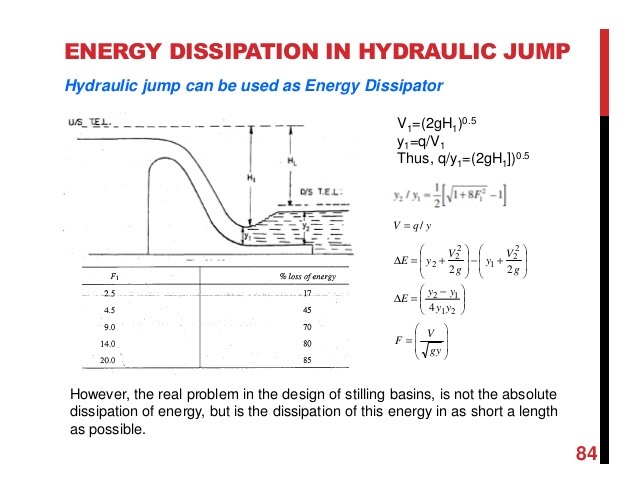 ENERGY DISSIPATION IN HYDRAULIC JUMP
Hydraulic jump can be used as Energy Dissipator
U/S T.E.L.
H₁
H_L
D/S T.E.L.
y₁
y₂
F₁ % loss of energy
2.5 17
4.5 45
9.0 70
14.0 80
20.0 85
V₁=(2gH₁)⁰·⁵
y₁=q/V₁
Thus, q/y₁=(2gH₁])⁰·⁵
y₂ / y₁ = 1/2 [√(1+8F₁²) −1]
V = q / y
ΔE = (y₂ + V₂²/2g) − (y₁ + V₂²/2g)
ΔE = (y₂ − y₁ / 4y₁y₂)
F = (V / √gy)
However, the real problem in the design of stilling basins, is not the absolute
dissipation of energy, but is the dissipation of this energy in as short a length
as possible.
84